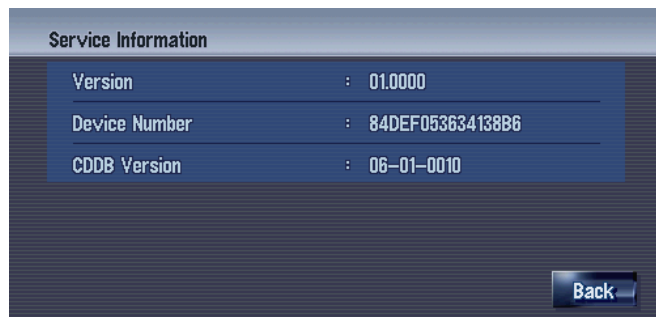 Service Information
Version : 01.0000
Device Number : 84DEF053634138B6
CDDB Version : 06-01-0010
Back